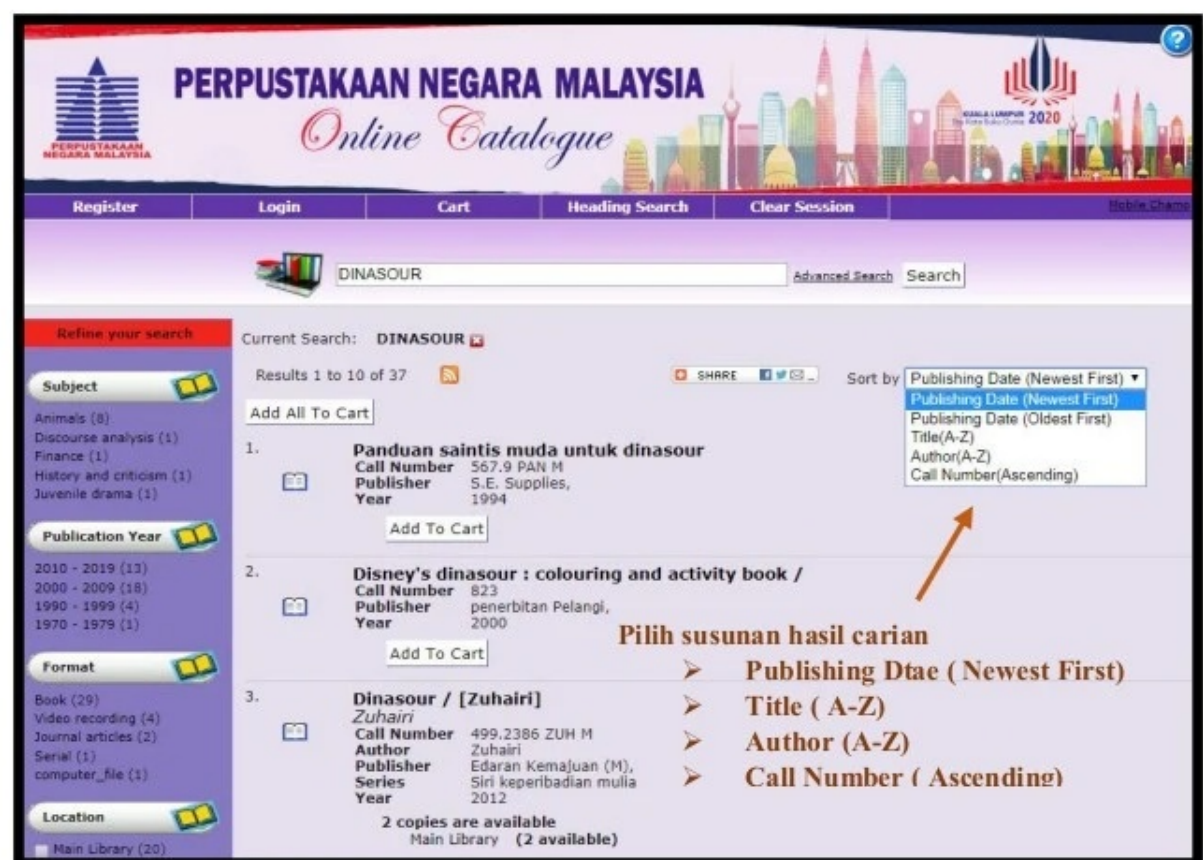 PERPUSTAKAAN NEGARA MALAYSIA
Online Catalogue
PERPUSTAKAAN
NEGARA MALAYSIA
KUALA LUMPUR
2020
Register Login Cart Heading Search Clear Session
DINASOUR Advanced Search Search
Refine your search
Subject
Animals (8)
Discourse analysis (1)
Finance (1)
History and criticism (1)
Juvenile drama (1)
Publication Year
2010 - 2019 (13)
2000 - 2009 (18)
1990 - 1999 (4)
1970 - 1979 (1)
Format
Book (29)
Video recording (4)
Journal articles (2)
Serial (1)
computer_file (1)
Location
Main Library (20)
Current Search: DINASOUR
Results 1 to 10 of 37
SHARE
Sort by Publishing Date (Newest First)
Publishing Date (Newest First)
Publishing Date (Oldest First)
Title(A-Z)
Author(A-Z)
Call Number(Ascending)
Add All To Cart
1. Panduan saintis muda untuk dinasour
Call Number 567.9 PAN M
Publisher S.E. Supplies,
Year 1994
Add To Cart
2. Disney's dinasour : colouring and activity book /
Call Number 823
Publisher penerbitan Pelangi,
Year 2000
Add To Cart
3. Dinasour / [Zuhairi]
Zuhairi
Call Number 499.2386 ZUH M
Author Zuhairi
Publisher Edaran Kemajuan (M),
Series Siri keperibadian mulia
Year 2012
2 copies are available
Main Library (2 available)
Pilih susunan hasil carian
➢ Publishing Dtae ( Newest First)
➢ Title ( A-Z)
➢ Author (A-Z)
➢ Call Number ( Ascending)